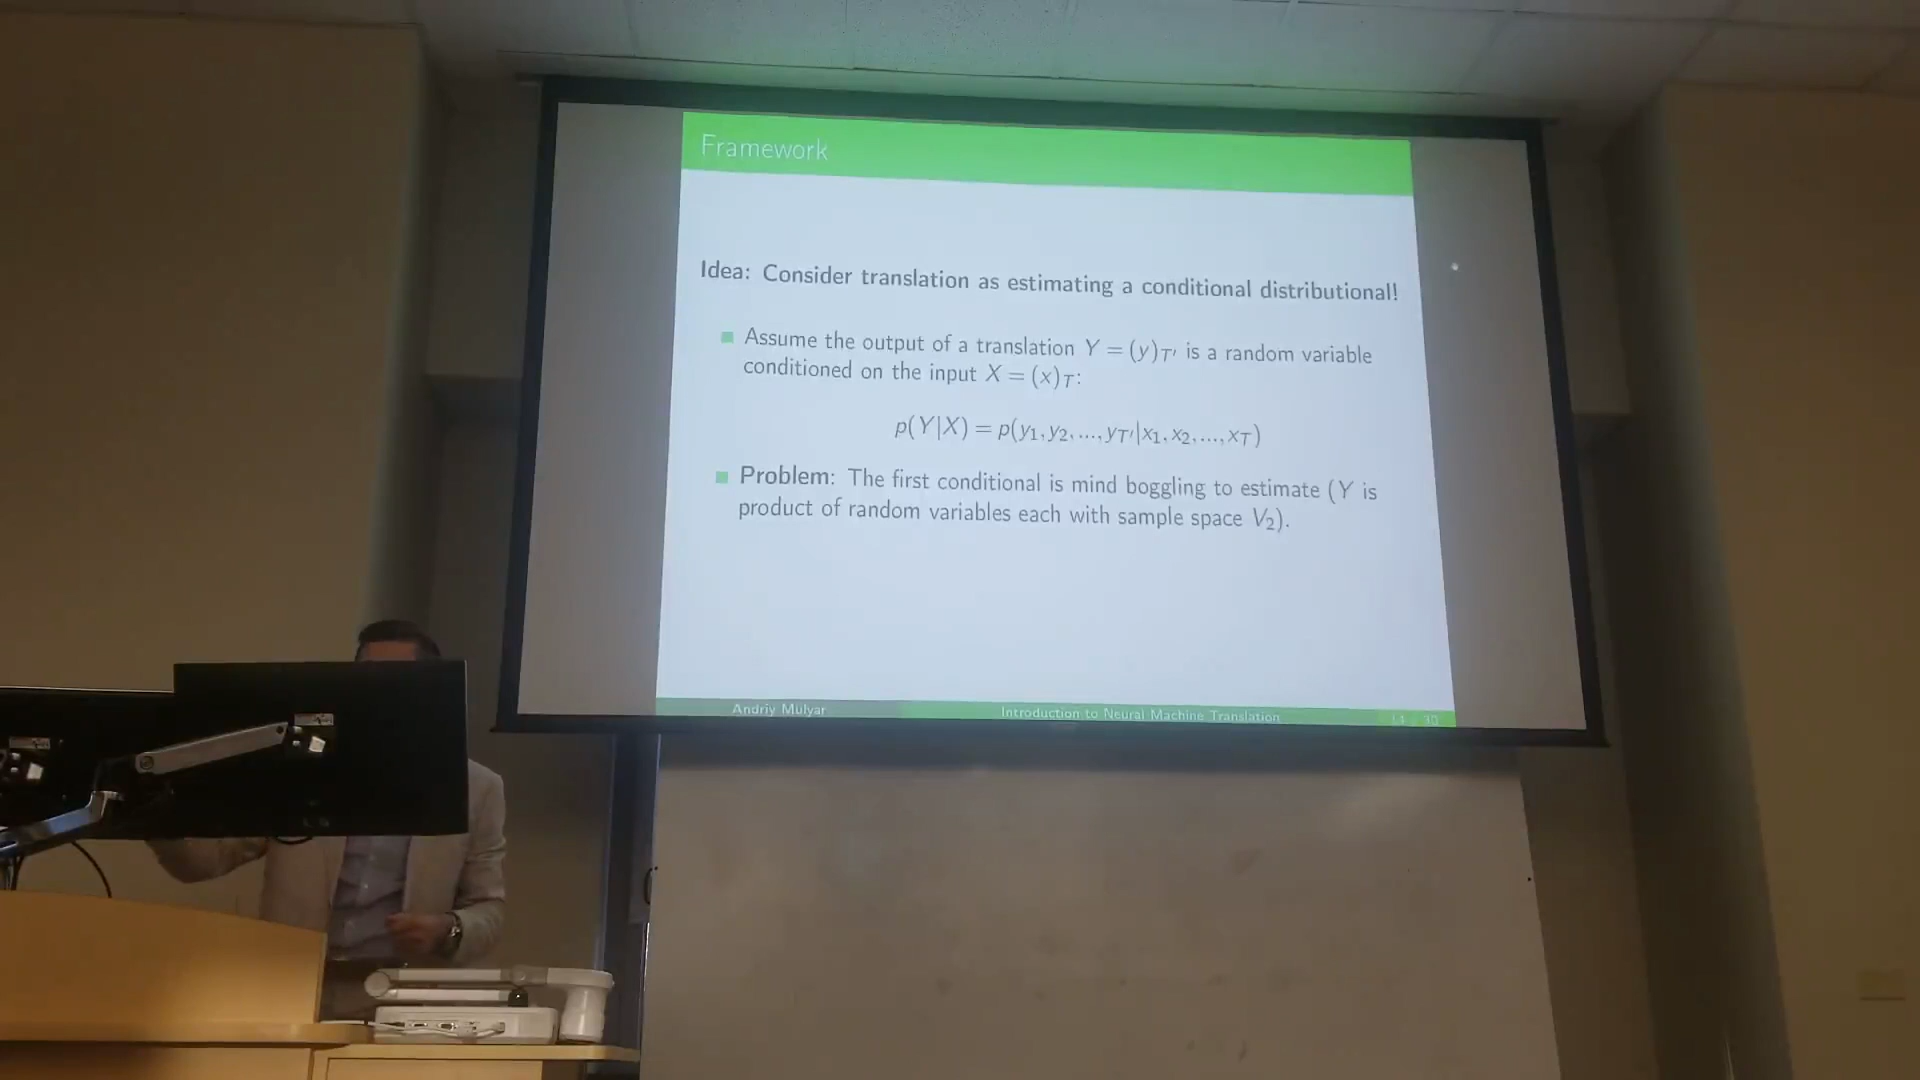 Framework
Idea: Consider translation as estimating a conditional distributional!
Assume the output of a translation Y = (y)T′ is a random variable
conditioned on the input X = (x)T:
p(Y|X) = p(y1, y2, ..., yT′|x1, x2, ..., xT)
Problem: The first conditional is mind boggling to estimate (Y is
product of random variables each with sample space V2).
Andriy Mulyar
Introduction to Neural Machine Translation
14 30